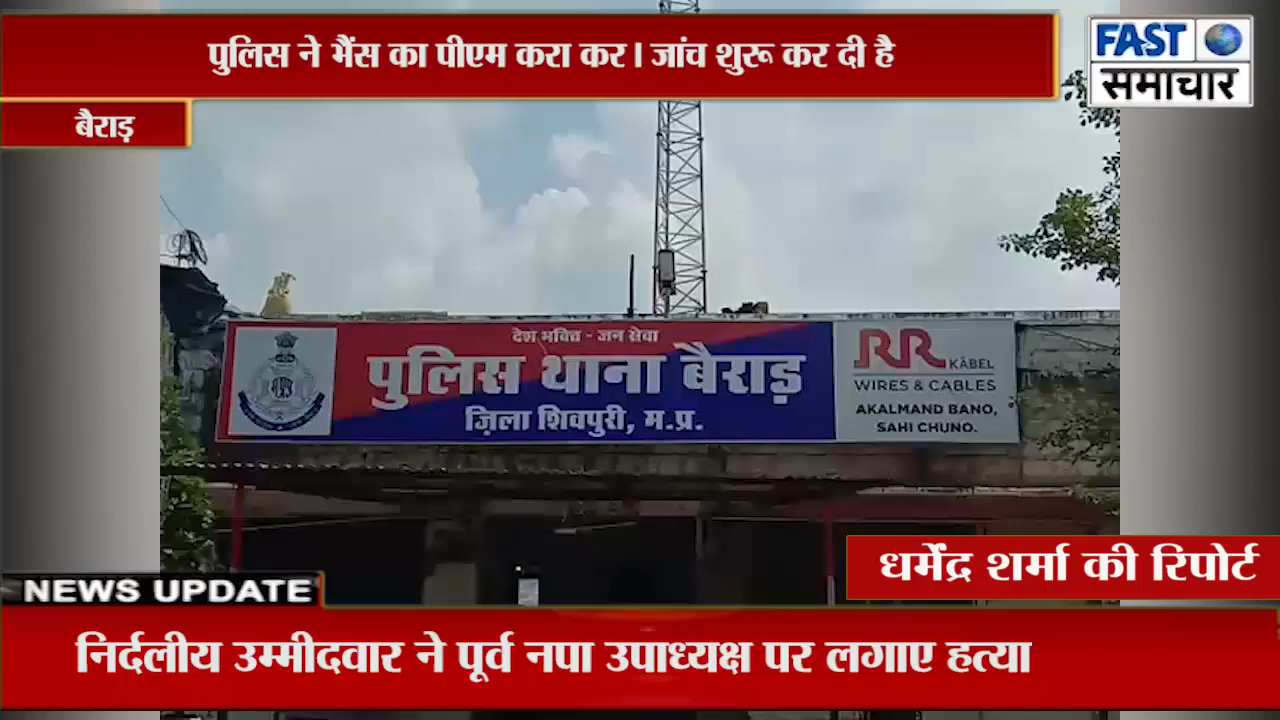 पुलिस ने भैंस का पीएम करा कर। जांच शुरू कर दी है
FAST
समाचार
बैराड़
देश भक्ति - जन सेवा
पुलिस थाना बैराड़
ज़िला शिवपुरी, म.प्र.
RR
KABEL
WIRES & CABLES
AKALMAND BANO,
SAHI CHUNO.
धर्मेंद्र शर्मा की रिपोर्ट
NEWS UPDATE
निर्दलीय उम्मीदवार ने पूर्व नपा उपाध्यक्ष पर लगाए हत्या